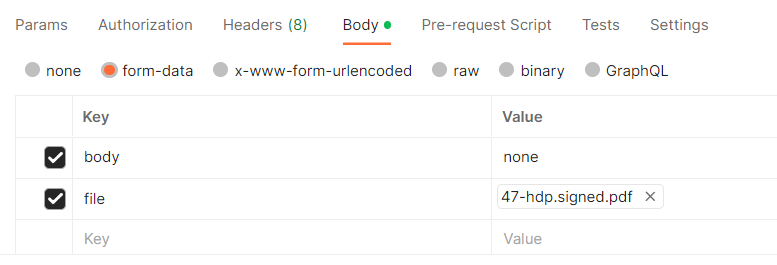 Params Authorization Headers (8) Body Pre-request Script Tests Settings
none form-data x-www-form-urlencoded raw binary GraphQL
Key Value
body none
file 47-hdp.signed.pdf
Key Value